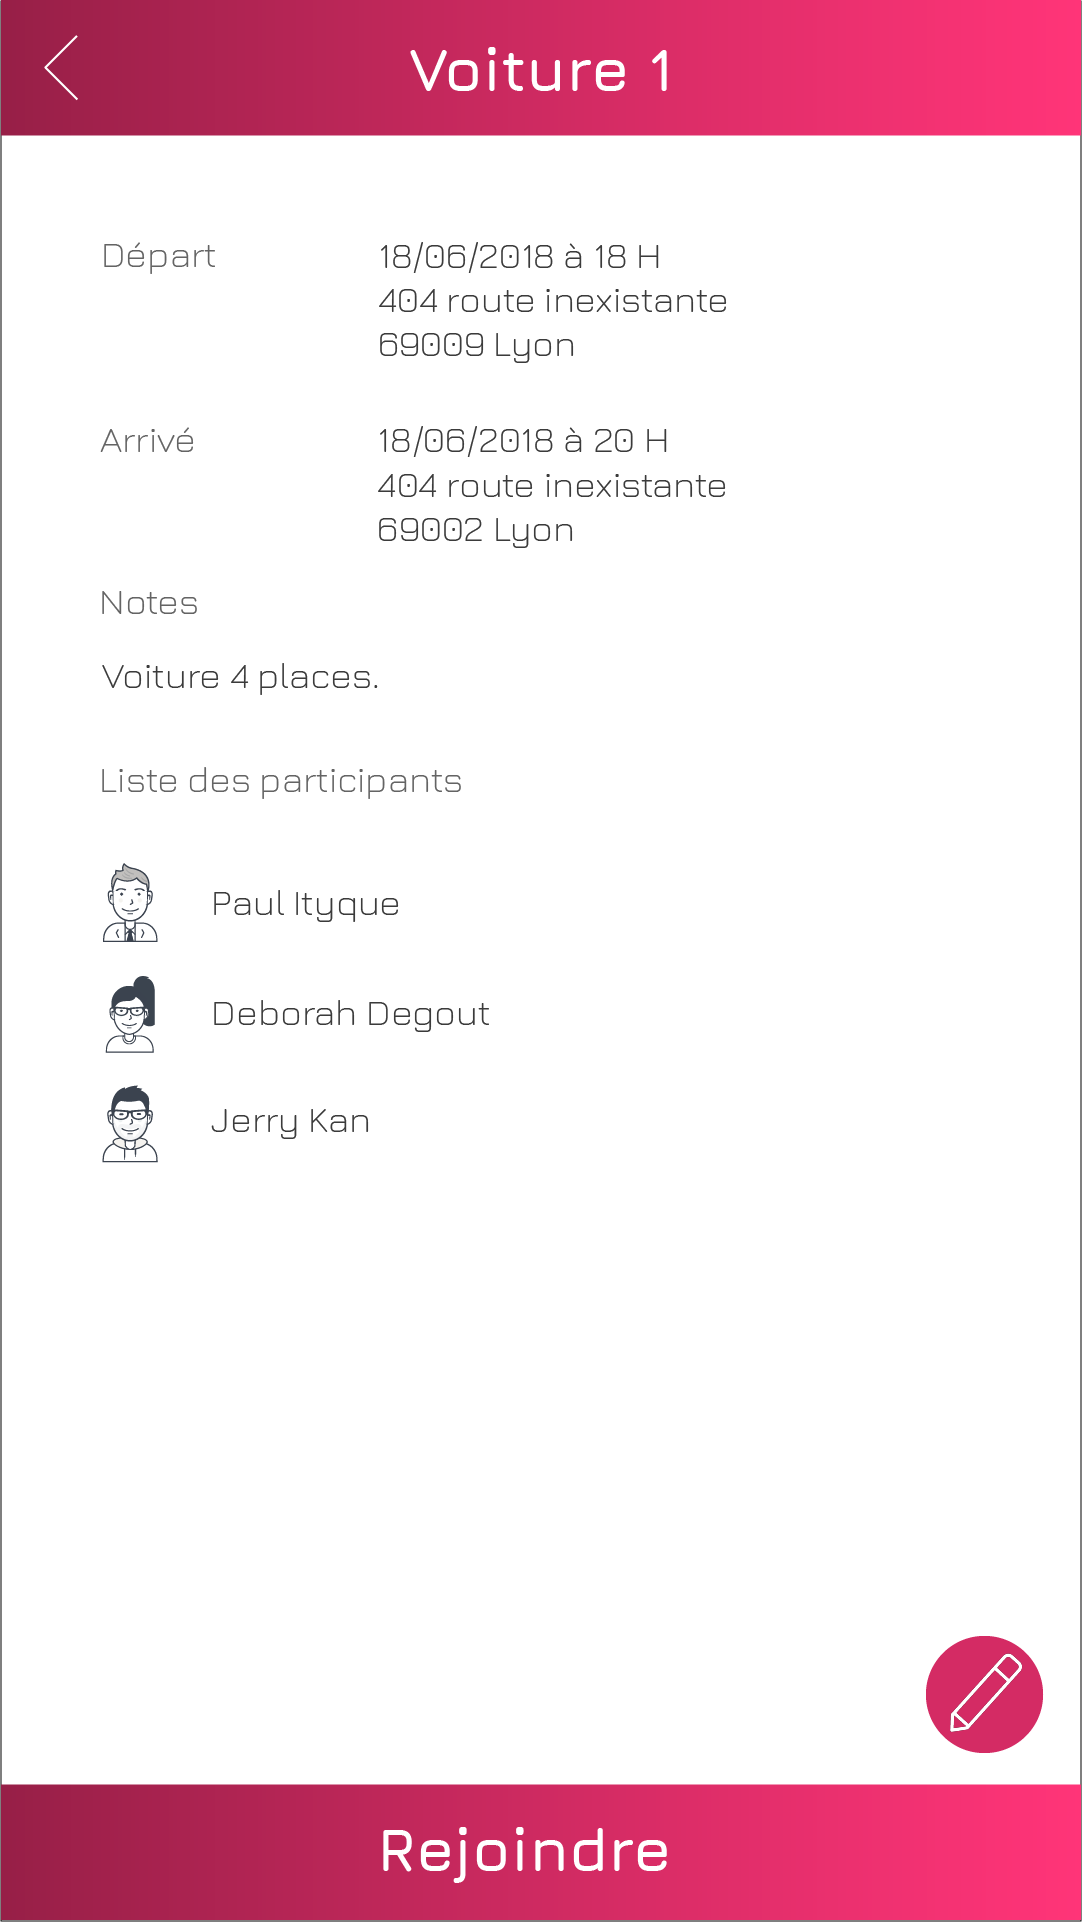 Voiture 1
Départ
18/06/2018 à 18 H
404 route inexistante
69009 Lyon
Arrivé
18/06/2018 à 20 H
404 route inexistante
69002 Lyon
Notes
Voiture 4 places.
Liste des participants
Paul Ityque
Deborah Degout
Jerry Kan
Rejoindre